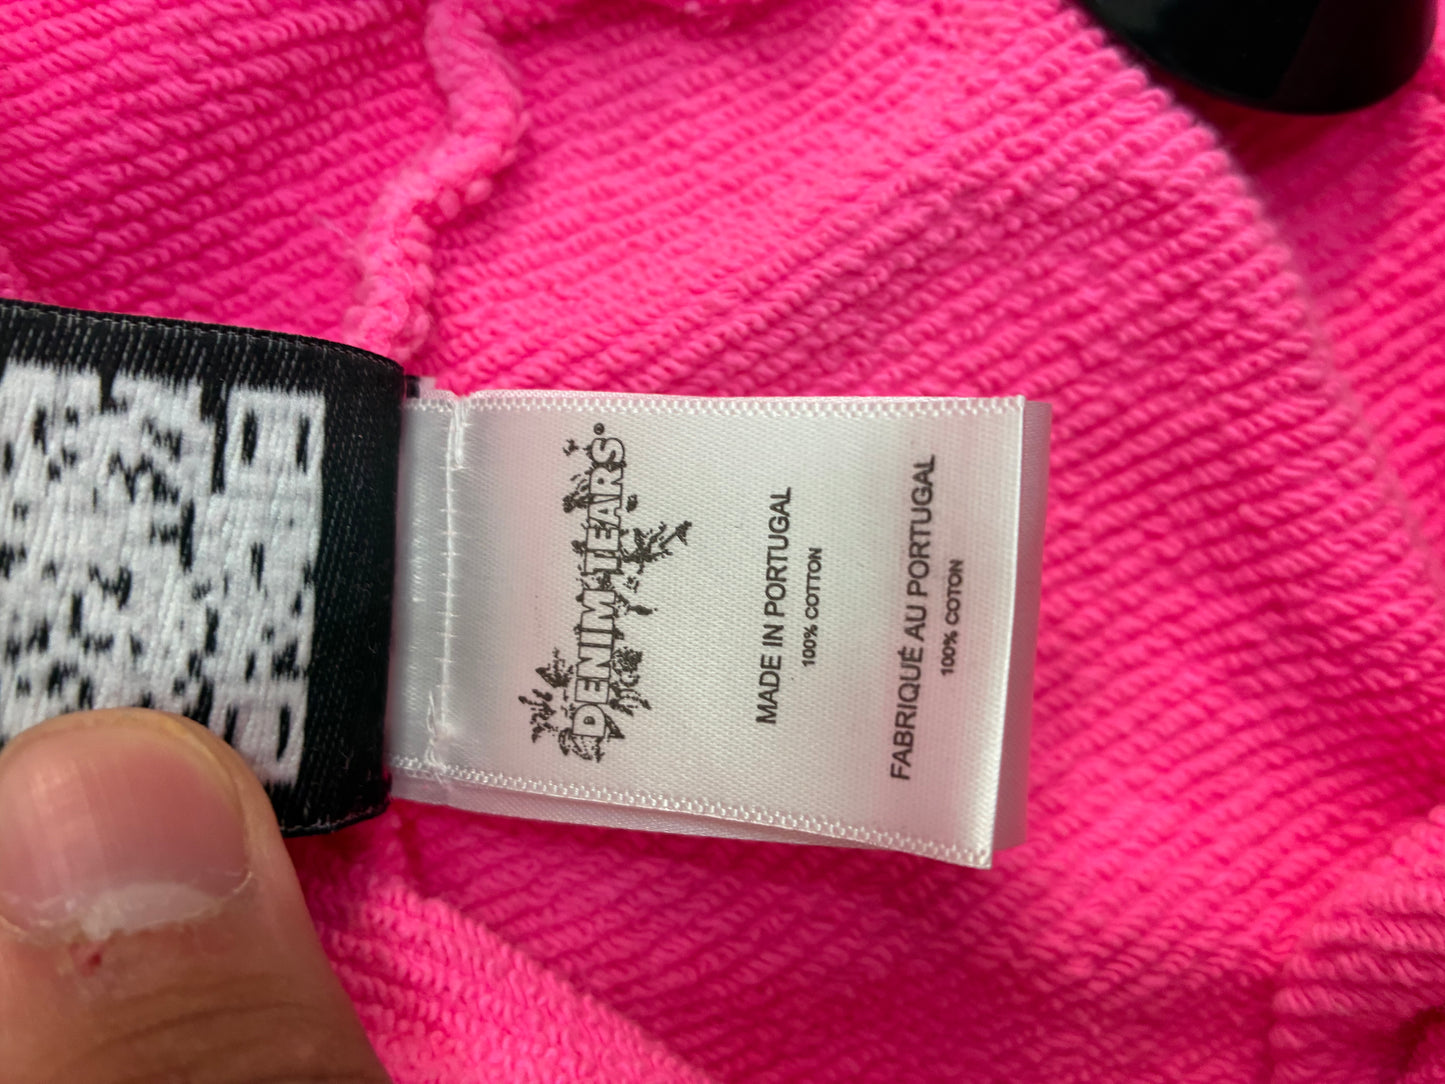 DENIM TEARS®
MADE IN PORTUGAL
100% COTTON
FABRIQUÉ AU PORTUGAL
100% COTON